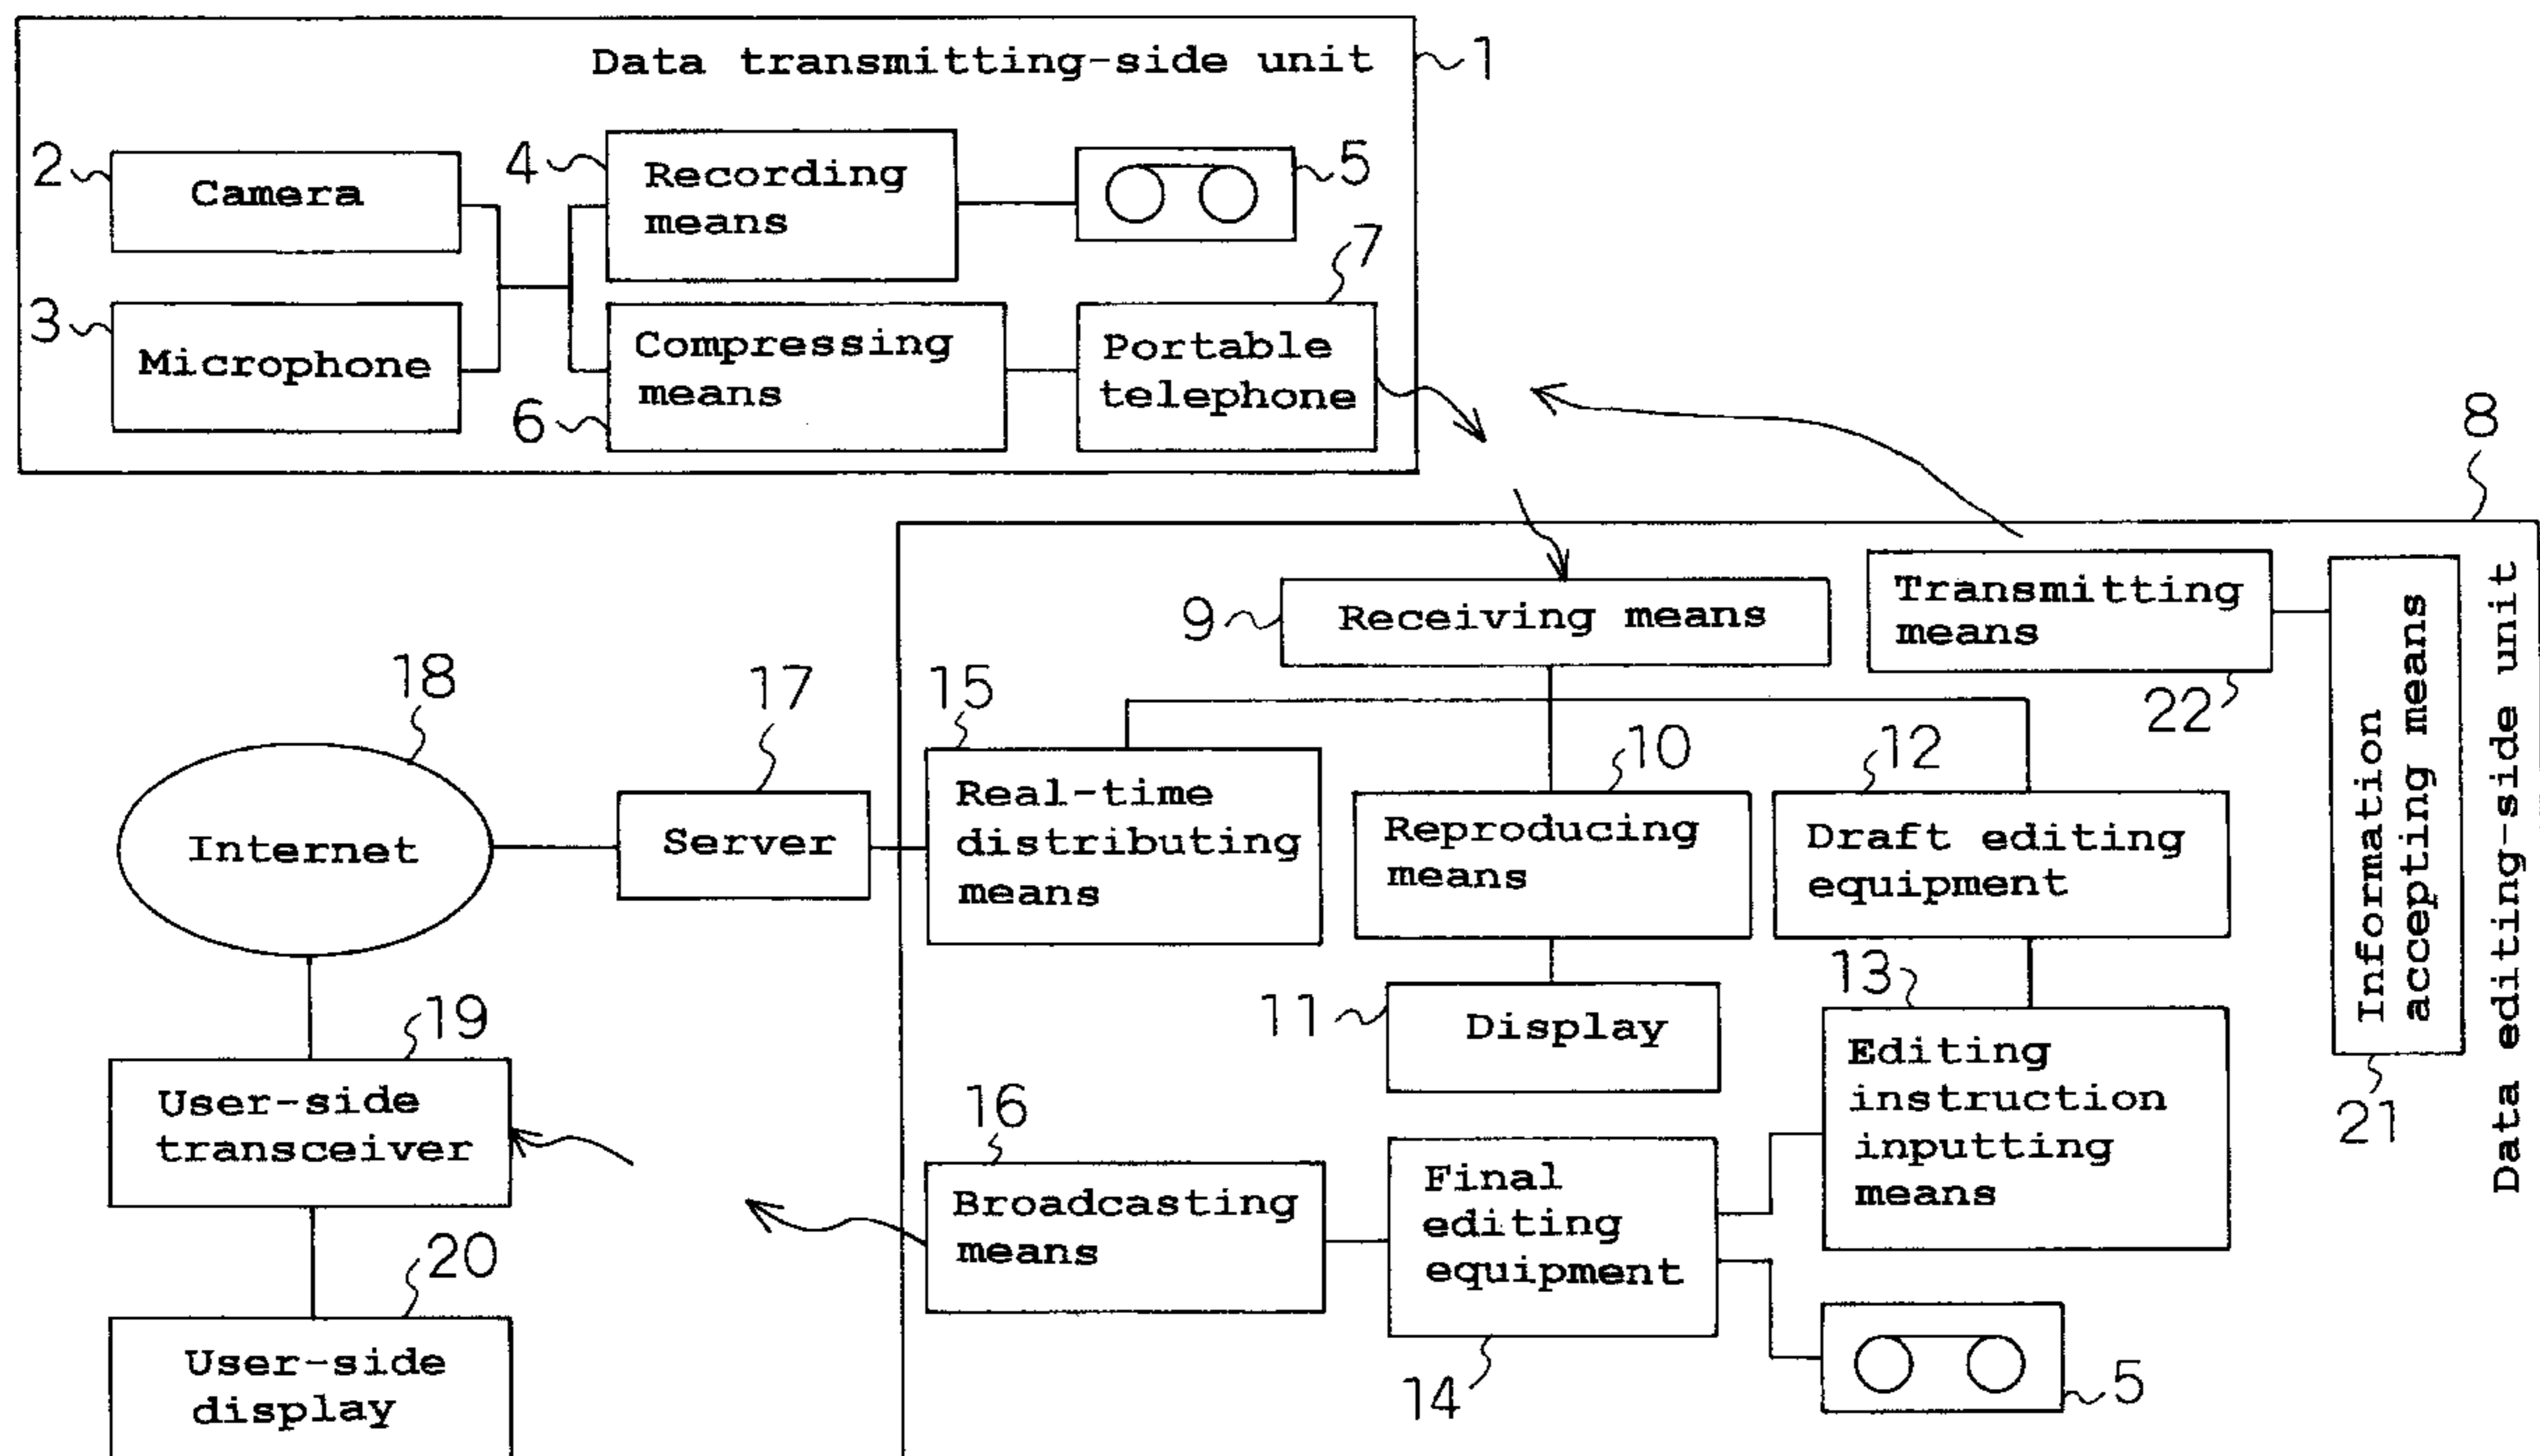 Data transmitting-side unit
1
2
Camera
4
Recording
means
5
3
Microphone
6
Compressing
means
7
Portable
telephone
8
Data editing-side unit
9
Receiving means
Transmitting
means
22
Information
accepting means
21
18
Internet
17
Server
15
Real-time
distributing
means
10
Reproducing
means
12
Draft editing
equipment
11
Display
13
Editing
instruction
inputting
means
19
User-side
transceiver
16
Broadcasting
means
Final
editing
equipment
14
5
20
User-side
display